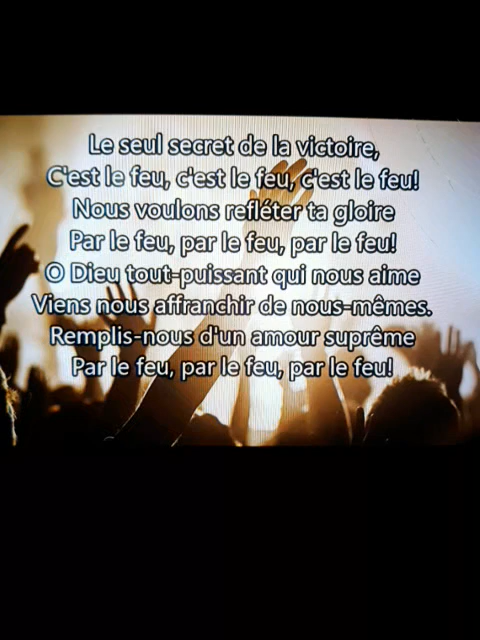 Le seul secret de la victoire,
C'est le feu, c'est le feu, c'est le feu!
Nous voulons refléter ta gloire
Par le feu, par le feu, par le feu!
O Dieu tout-puissant qui nous aime
Viens nous affranchir de nous-mêmes.
Remplis-nous d'un amour suprême
Par le feu, par le feu, par le feu!